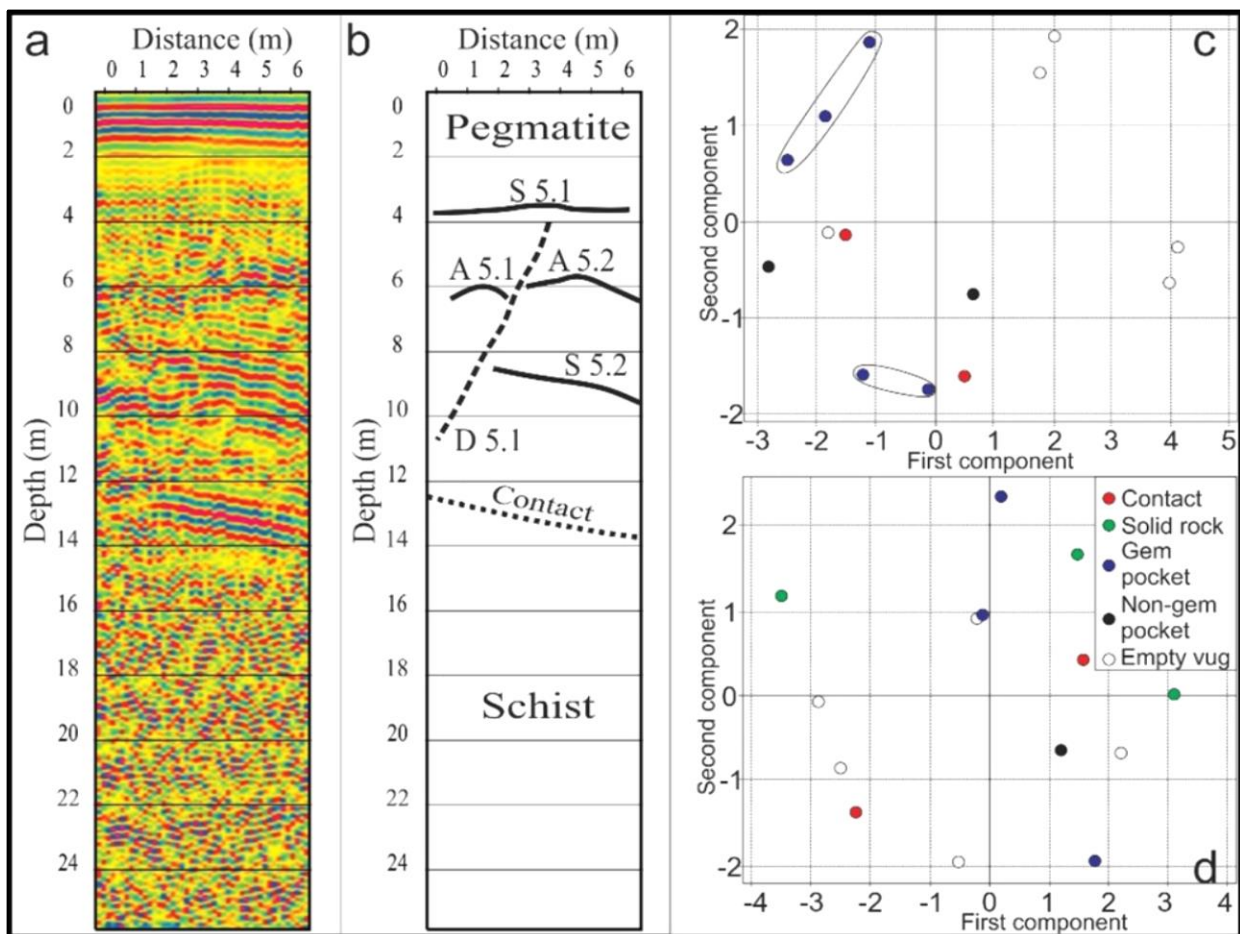 a
Distance (m)
0 1 2 3 4 5 6
Depth (m)
0
2
4
6
8
10
12
14
16
18
20
22
24
b
Distance (m)
0 2 4 6
Depth (m)
0
2
4
6
8
10
12
14
16
18
20
22
24
Pegmatite
S 5.1
A 5.1
A 5.2
S 5.2
D 5.1
Contact
Schist
c
Second component
2
1
0
-1
-2
-3 -2 -1 0 1 2 3 4 5
First component
d
Second component
2
1
0
-1
-2
-4 -3 -2 -1 0 1 2 3 4
First component
Contact
Solid rock
Gem
pocket
Non-gem
pocket
Empty vug